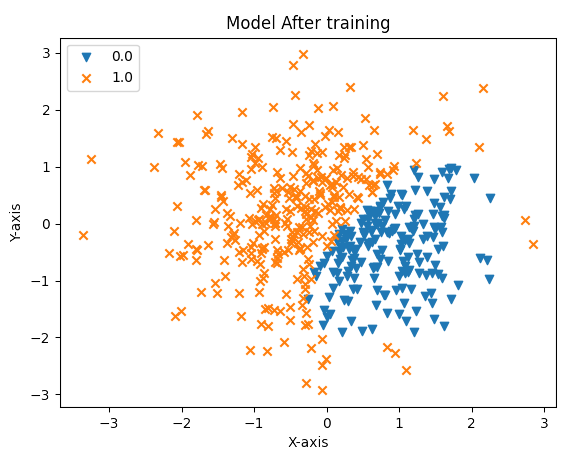 Model After training
0.0
1.0
3
2
1
0
−1
−2
−3
Y-axis
−3 −2 −1 0 1 2 3
X-axis